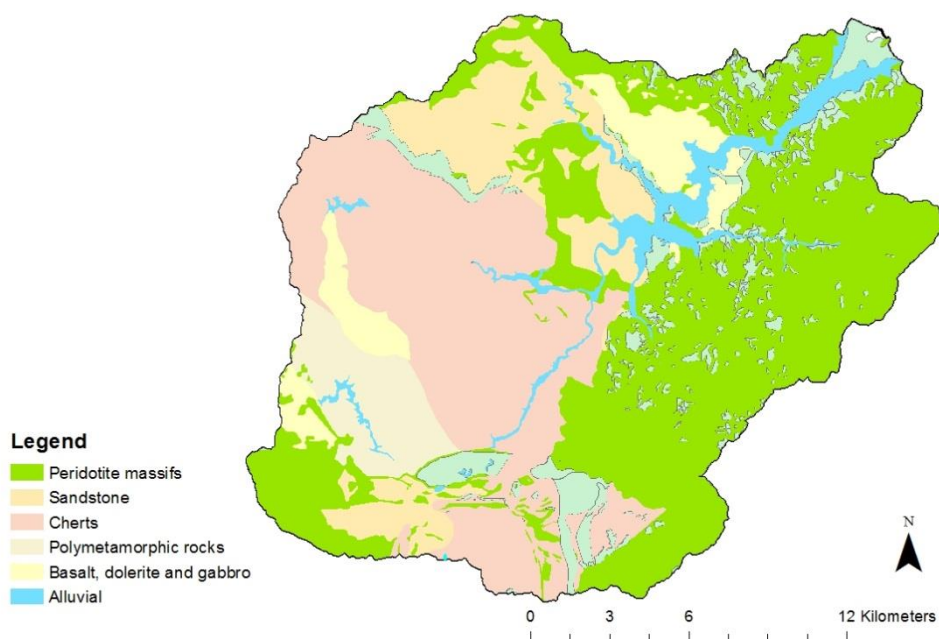 Legend
Peridotite massifs
Sandstone
Cherts
Polymetamorphic rocks
Basalt, dolerite and gabbro
Alluvial
N
0 3 6 12 Kilometers